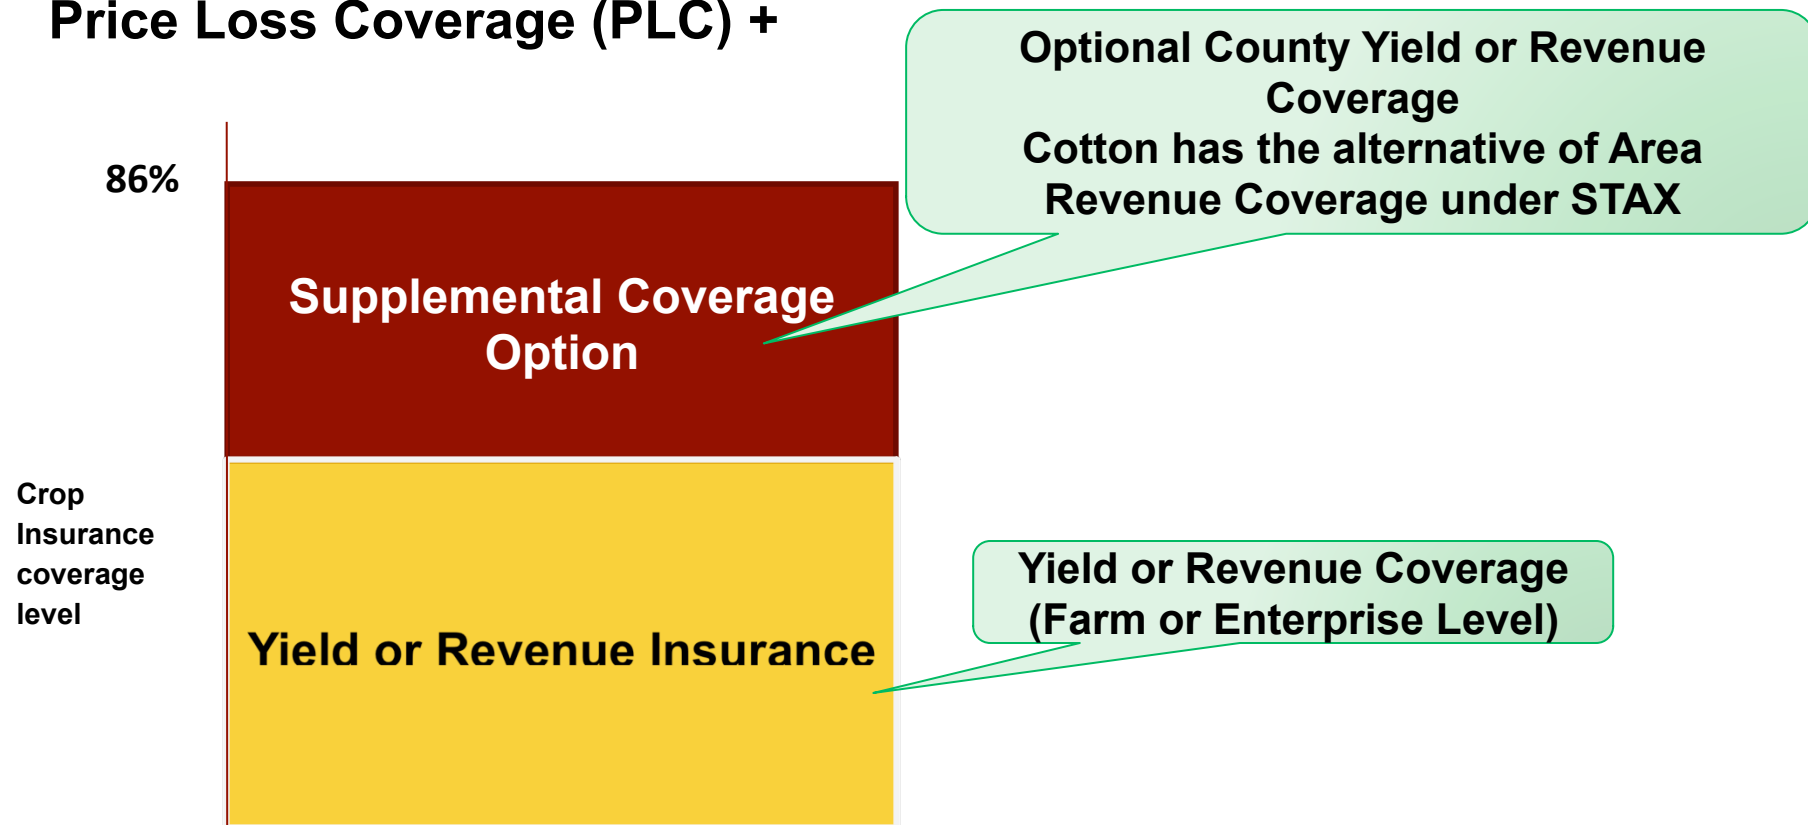 Price Loss Coverage (PLC) +
Optional County Yield or Revenue
Coverage
Cotton has the alternative of Area
Revenue Coverage under STAX
86%
Supplemental Coverage
Option
Crop
Insurance
coverage
level
Yield or Revenue Coverage
(Farm or Enterprise Level)
Yield or Revenue Insurance